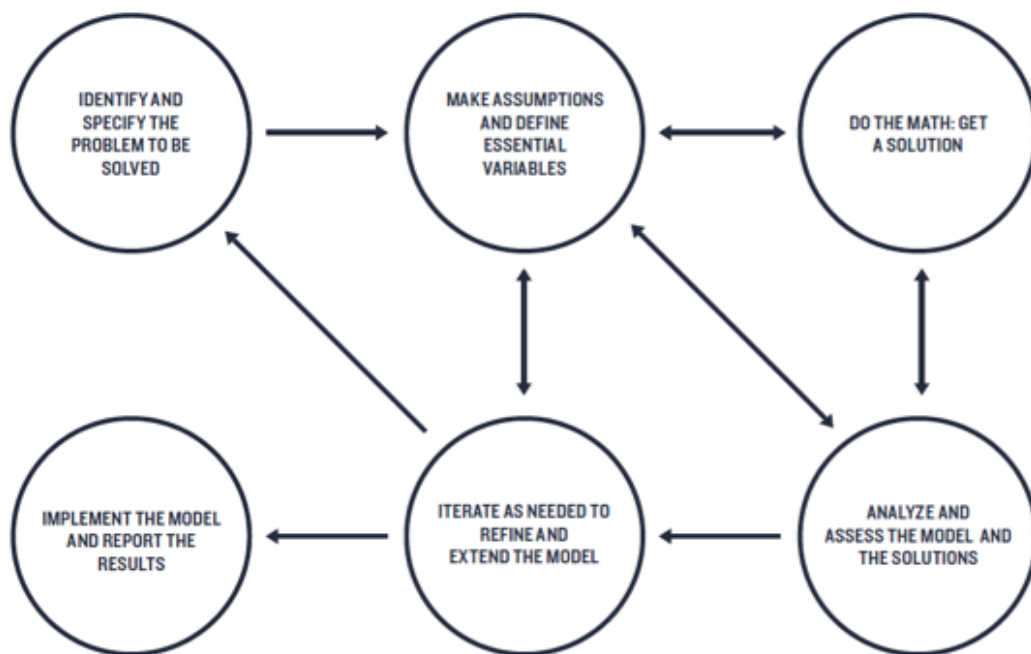 IDENTIFY AND
SPECIFY THE
PROBLEM TO BE
SOLVED
MAKE ASSUMPTIONS
AND DEFINE
ESSENTIAL
VARIABLES
DO THE MATH: GET
A SOLUTION
IMPLEMENT THE MODEL
AND REPORT THE
RESULTS
ITERATE AS NEEDED TO
REFINE AND
EXTEND THE MODEL
ANALYZE AND
ASSESS THE MODEL AND
THE SOLUTIONS